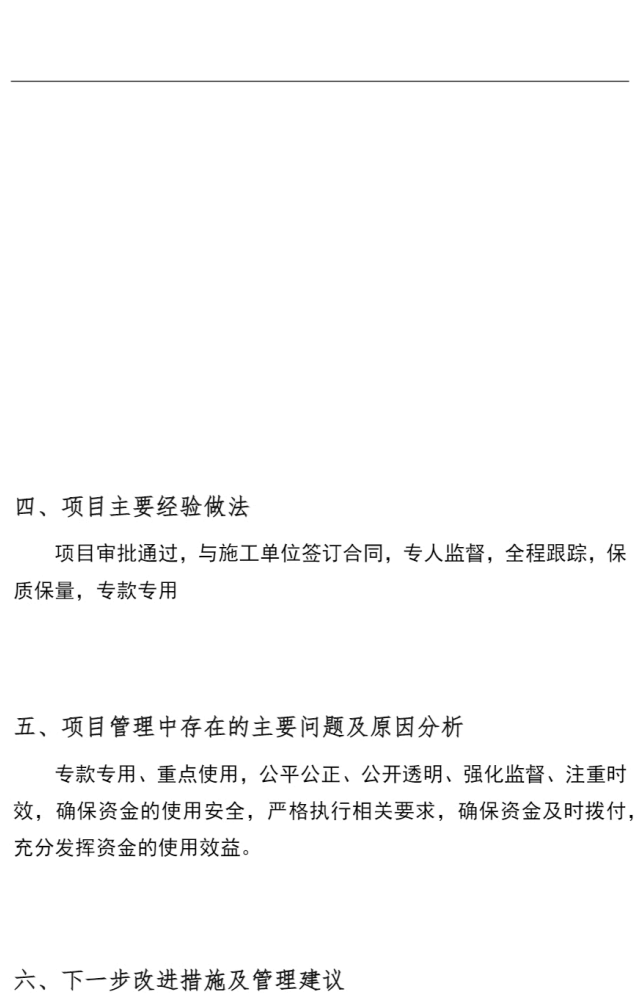 四、项目主要经验做法
项目审批通过，与施工单位签订合同，专人监督，全程跟踪，保
质保量，专款专用
五、项目管理中存在的主要问题及原因分析
专款专用、重点使用，公平公正、公开透明、强化监督、注重时
效，确保资金的使用安全，严格执行相关要求，确保资金及时拨付，
充分发挥资金的使用效益。
六、下一步改进措施及管理建议